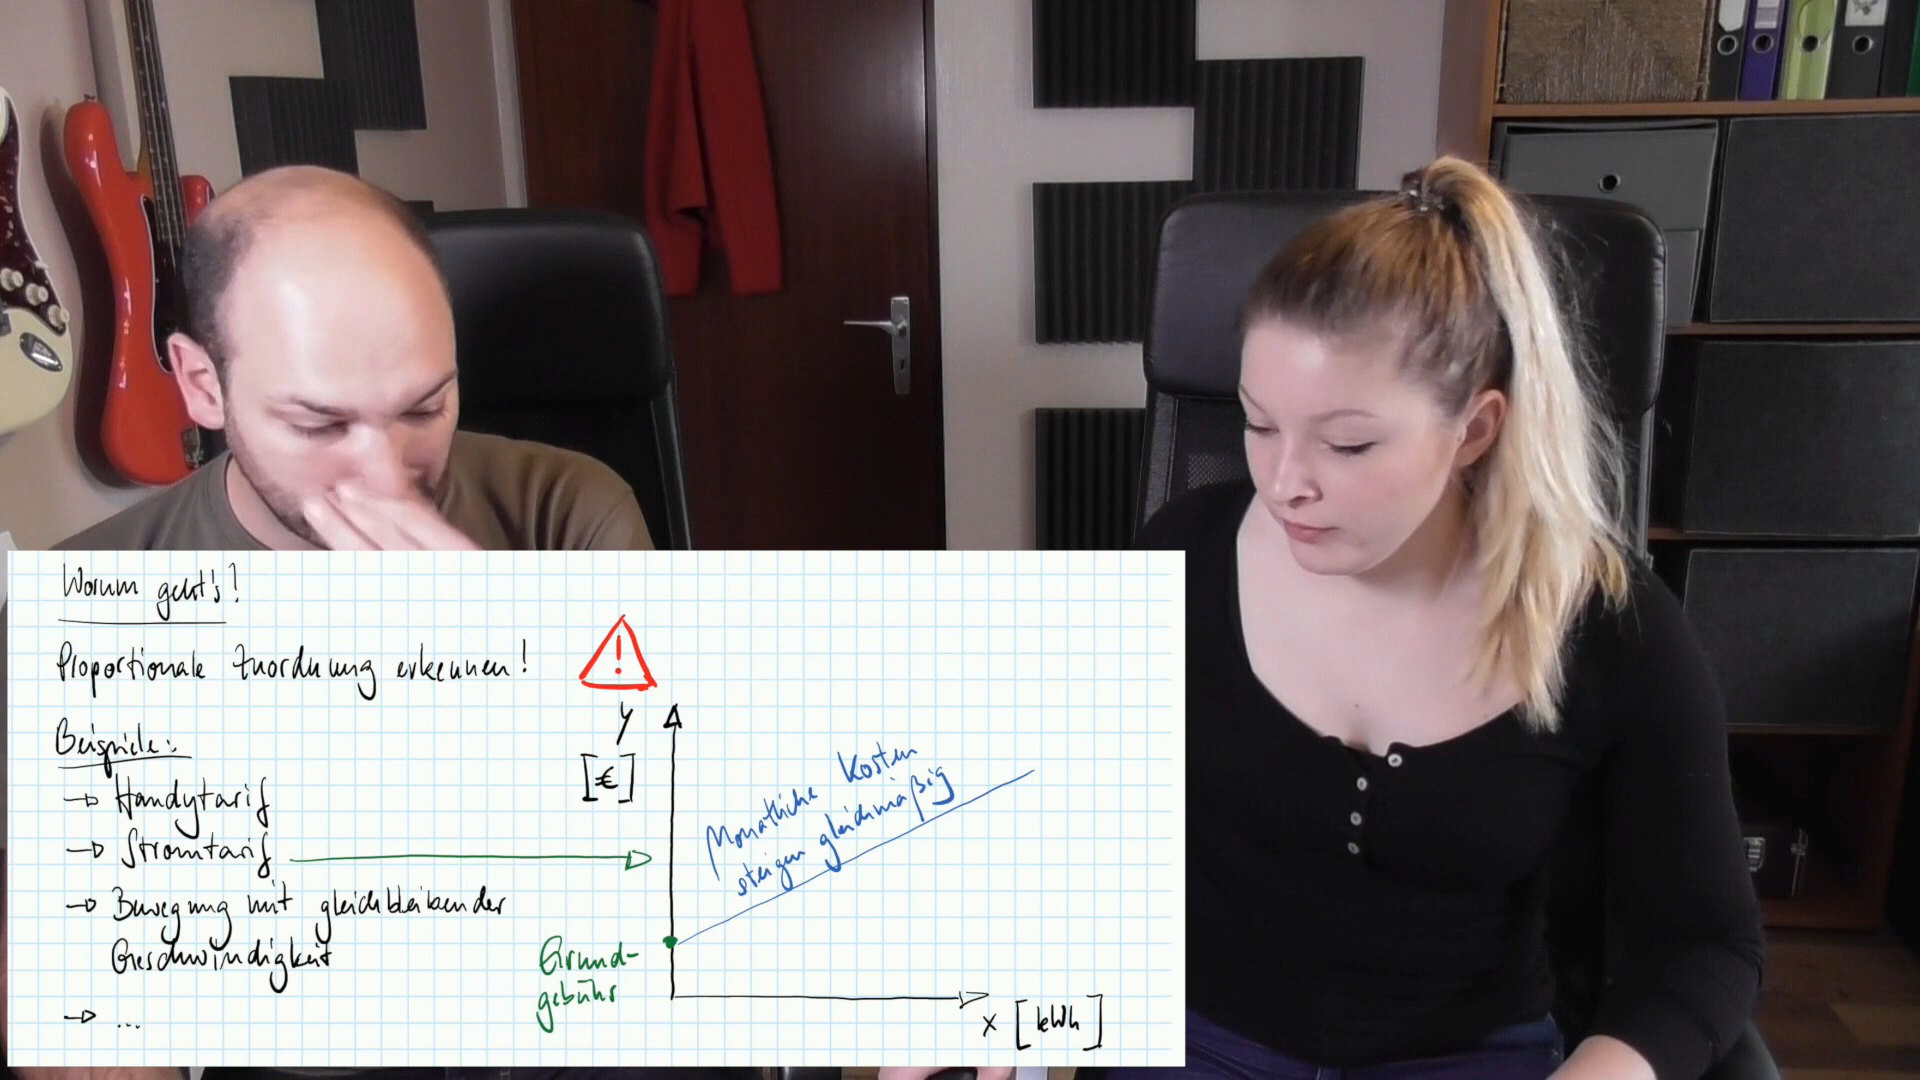 Worum geht's?
Proportionale Zuordnung erkennen!
!
Beispiele:
→ Handytarif
→ Stromtarif
→ Bewegung mit gleichbleibender
Geschwindigkeit
→ ...
y
[€]
Monatliche Kosten
steigen gleichmäßig
Grund-
gebühr
x [kWh]